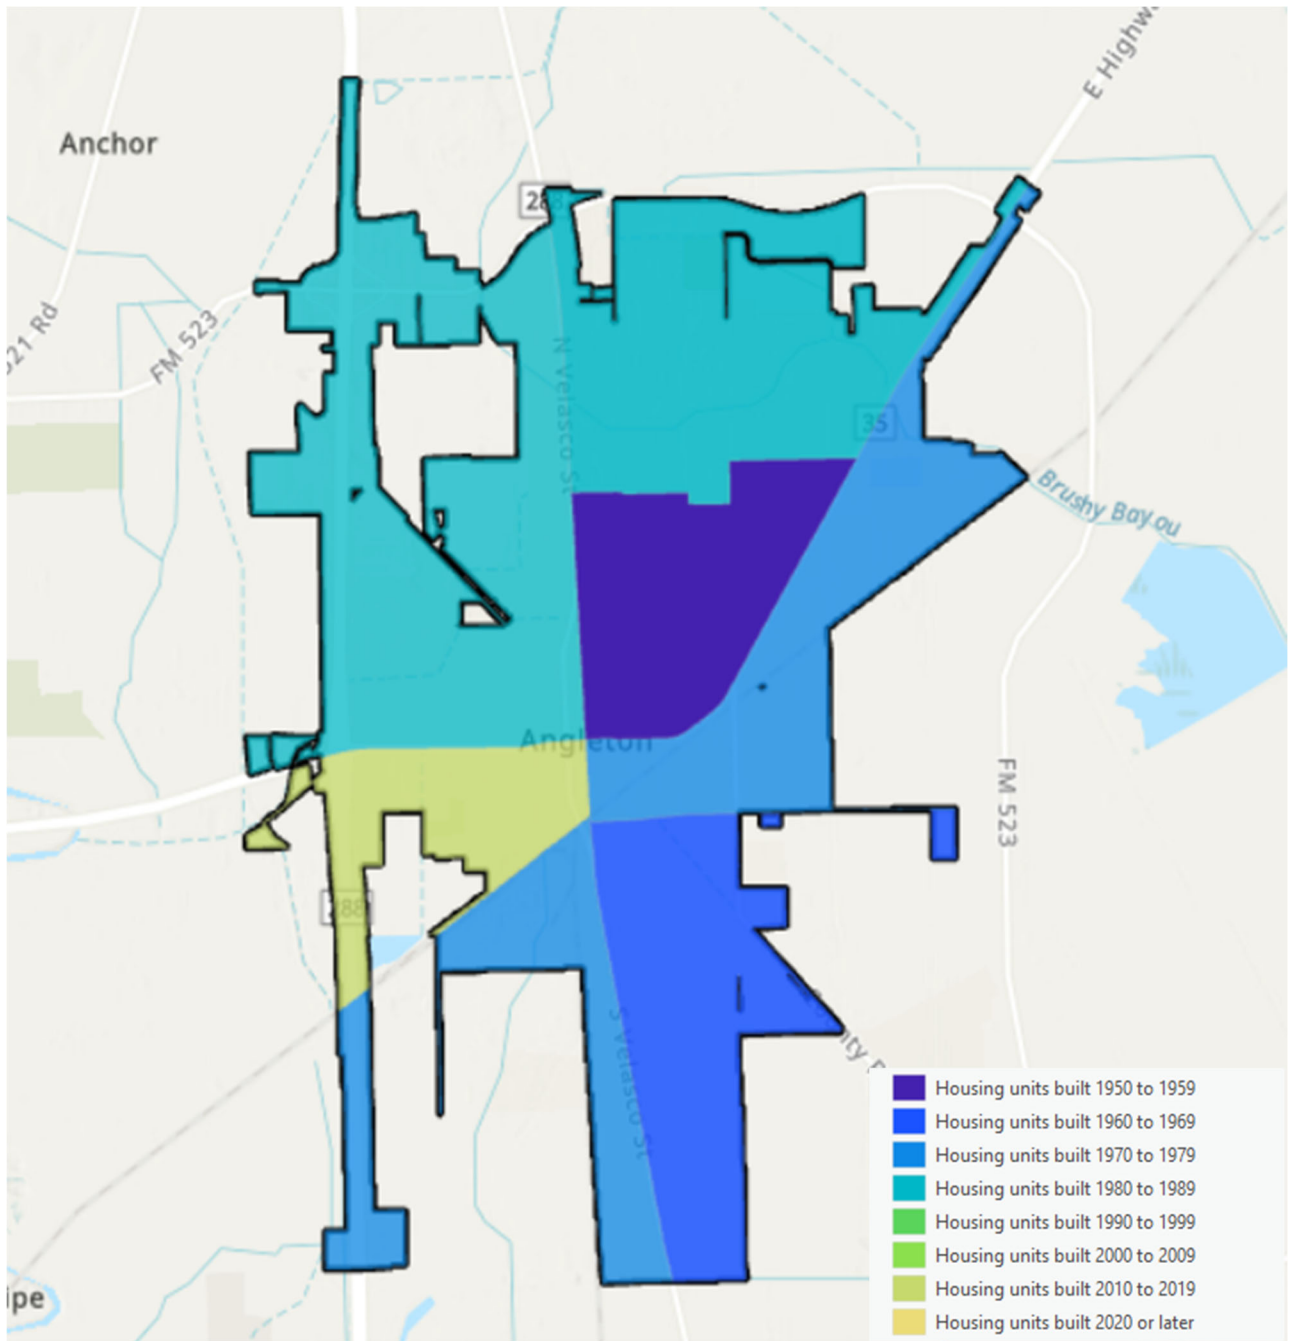 E Highw
Anchor
28
FM 523
521 Rd
N Velasco St
35
Brushy Bayou
Angleton
FM 523
288
S Velasco St
nty
ipe
Housing units built 1950 to 1959
Housing units built 1960 to 1969
Housing units built 1970 to 1979
Housing units built 1980 to 1989
Housing units built 1990 to 1999
Housing units built 2000 to 2009
Housing units built 2010 to 2019
Housing units built 2020 or later